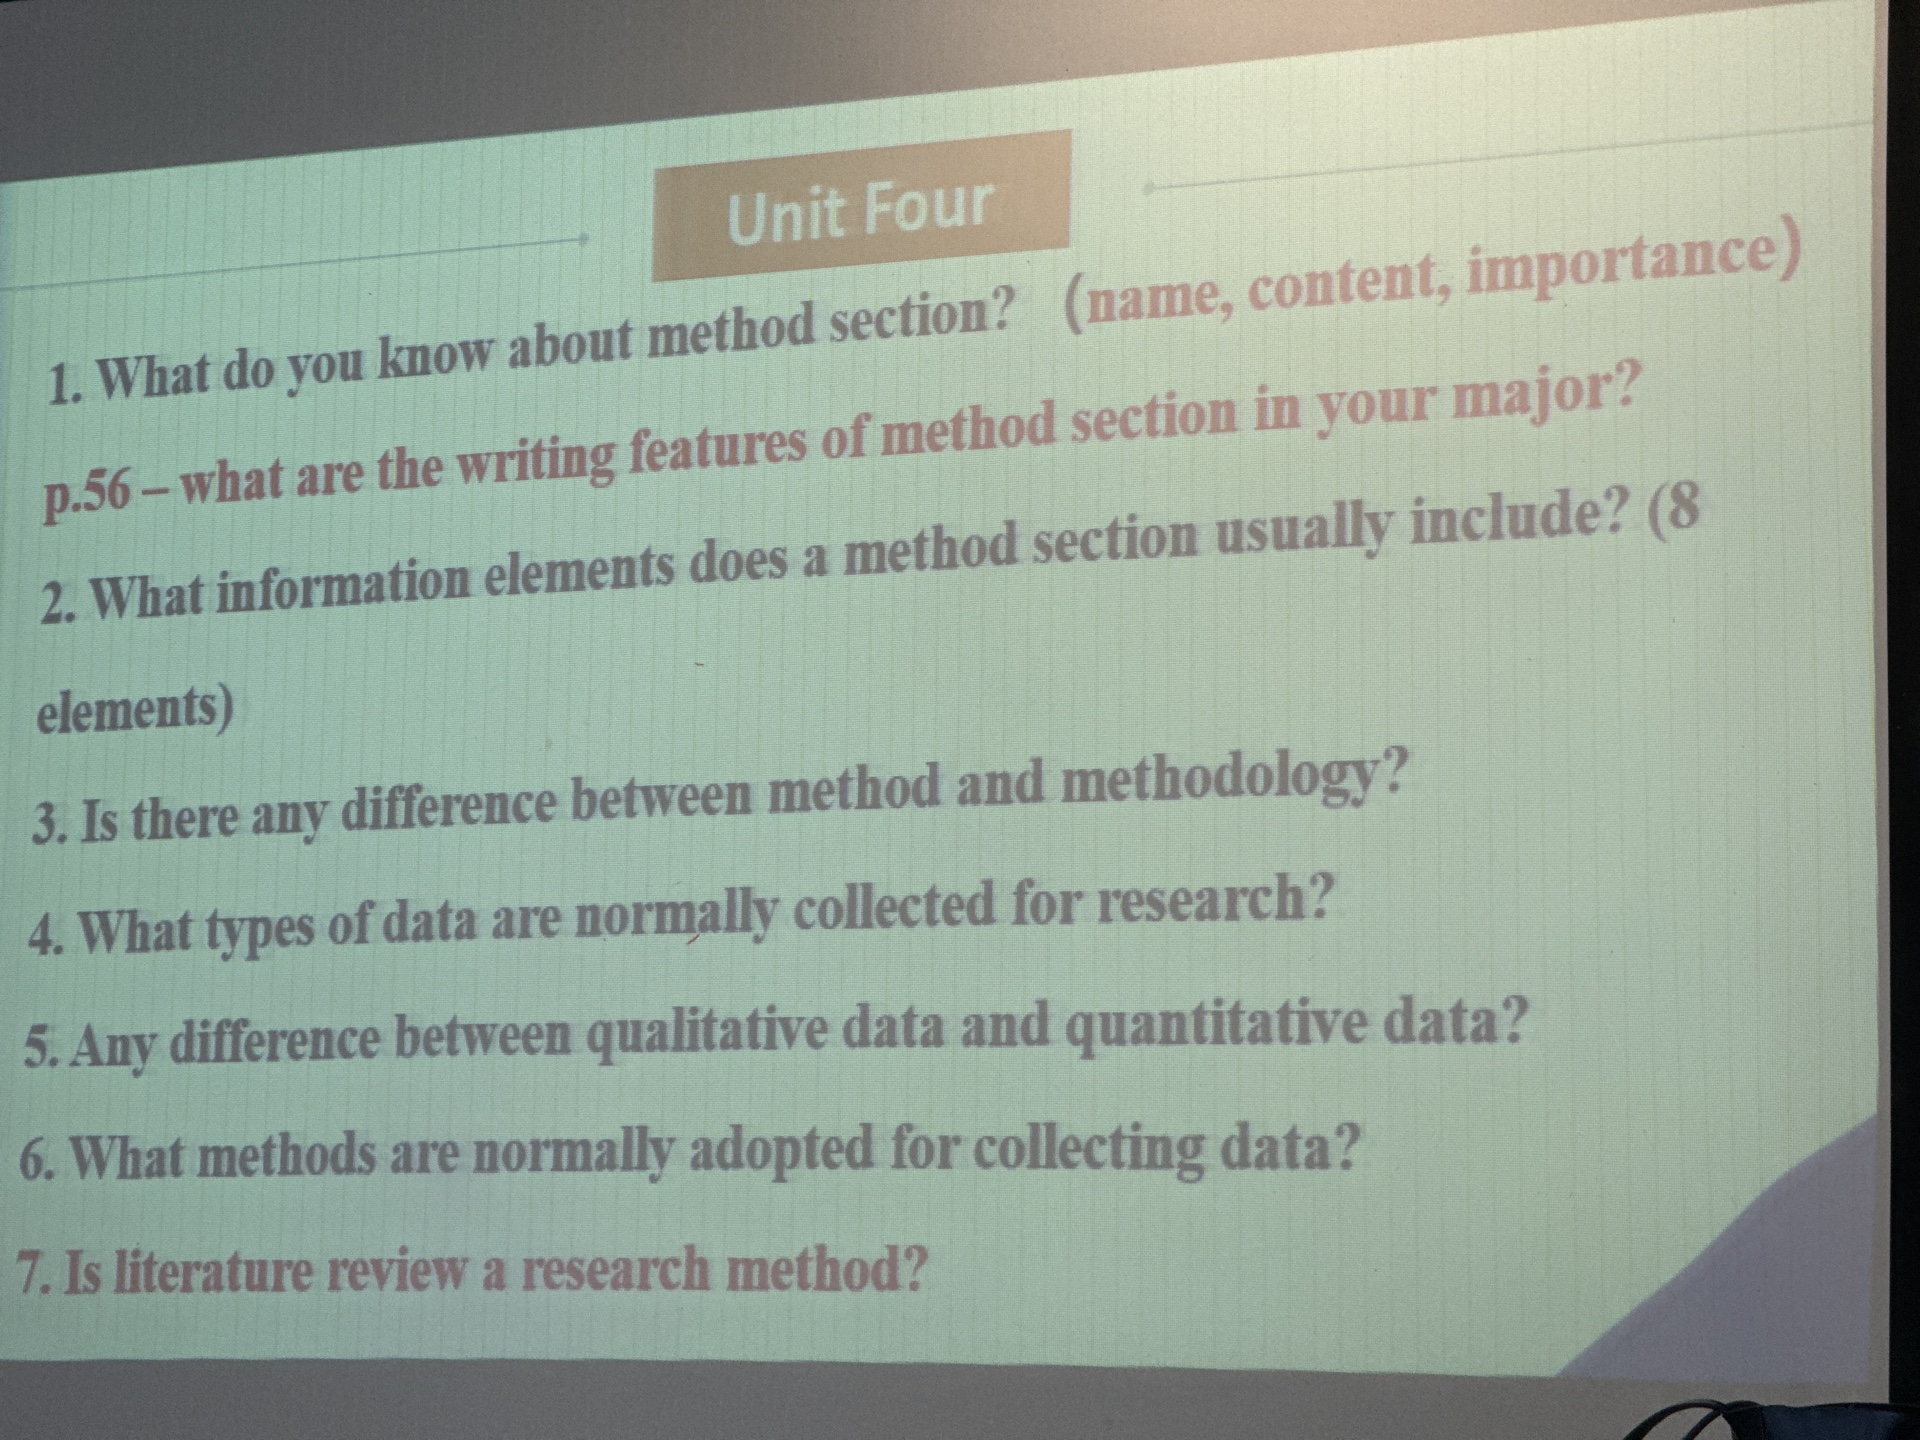 Unit Four
1. What do you know about method section? (name, content, importance)
p.56 – what are the writing features of method section in your major?
2. What information elements does a method section usually include? (8
elements)
3. Is there any difference between method and methodology?
4. What types of data are normally collected for research?
5. Any difference between qualitative data and quantitative data?
6. What methods are normally adopted for collecting data?
7. Is literature review a research method?